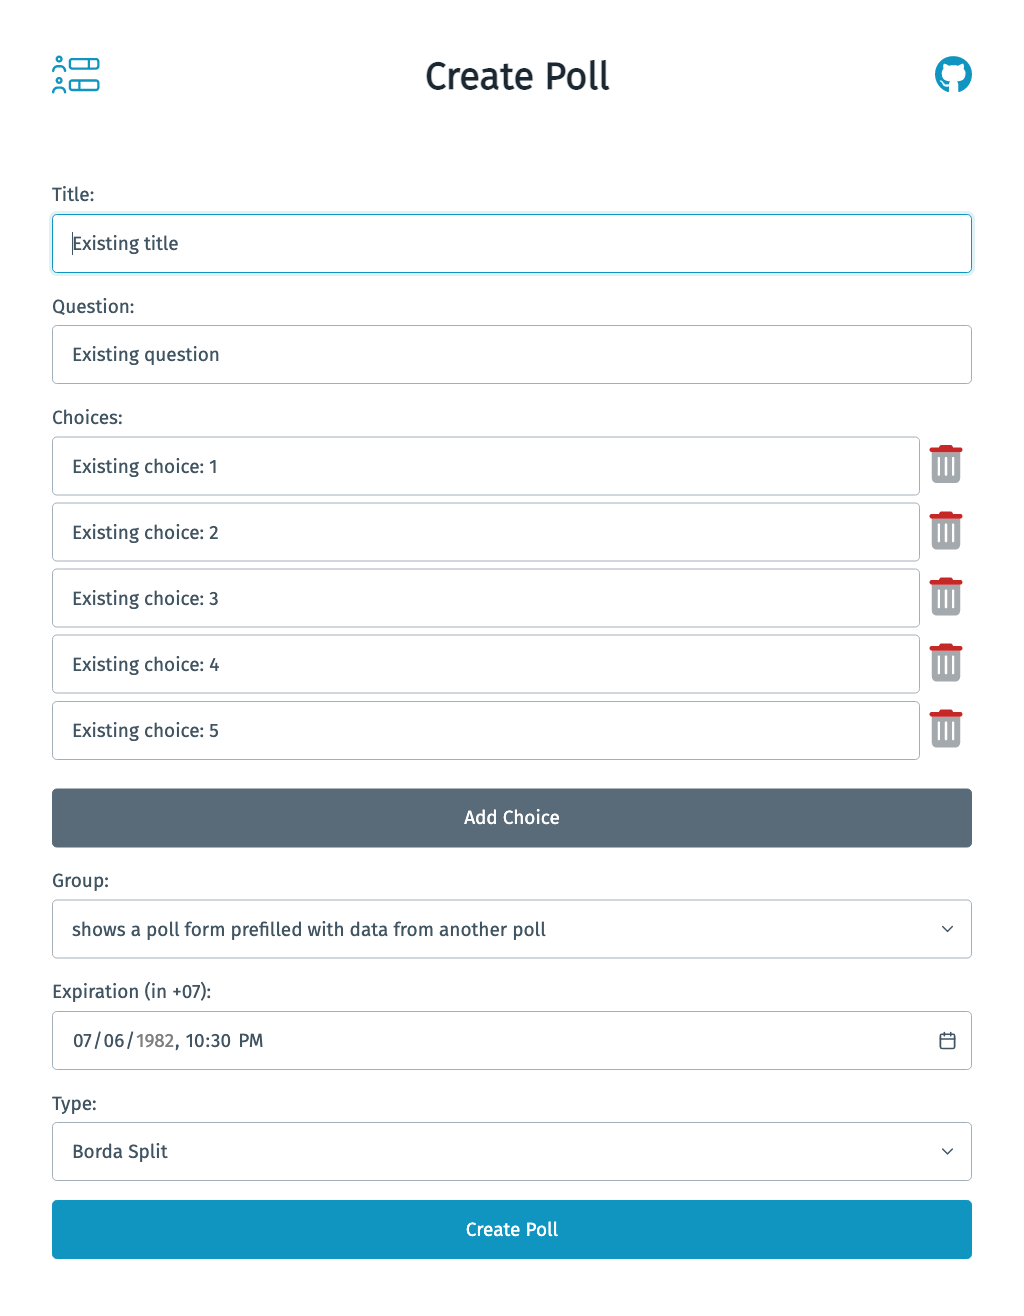 Create Poll
Title:
Existing title
Question:
Existing question
Choices:
Existing choice: 1
Existing choice: 2
Existing choice: 3
Existing choice: 4
Existing choice: 5
Add Choice
Group:
shows a poll form prefilled with data from another poll
Expiration (in +07):
07/06/1982, 10:30 PM
Type:
Borda Split
Create Poll